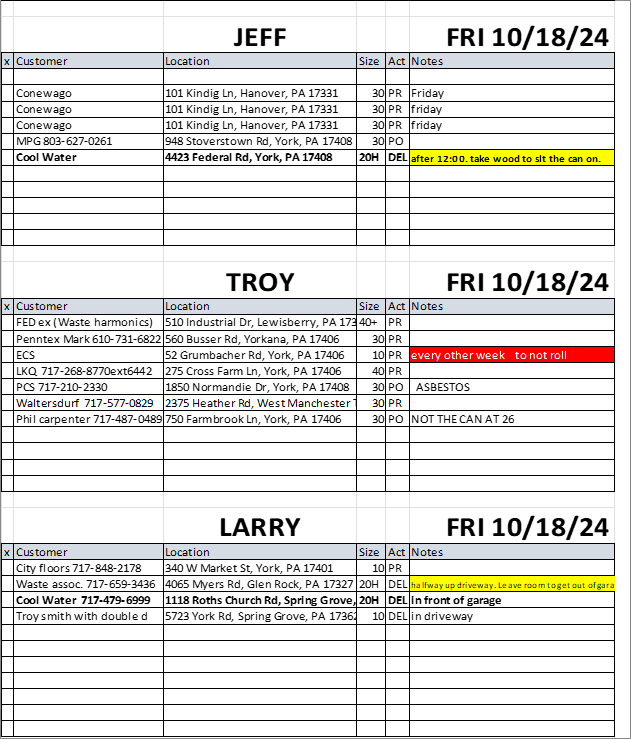 JEFF FRI 10/18/24
x Customer Location Size Act Notes
Conewago 101 Kindig Ln, Hanover, PA 17331 30 PR Friday
Conewago 101 Kindig Ln, Hanover, PA 17331 30 PR friday
Conewago 101 Kindig Ln, Hanover, PA 17331 30 PR friday
MPG 803-627-0261 948 Stoverstown Rd, York, PA 17408 30 PO
Cool Water 4423 Federal Rd, York, PA 17408 20H DEL after 12:00. take wood to slt the can on.
TROY FRI 10/18/24
x Customer Location Size Act Notes
FED ex (Waste harmonics) 510 Industrial Dr, Lewisberry, PA 173 40+ PR
Penntex Mark 610-731-6822 560 Busser Rd, Yorkana, PA 17406 30 PR
ECS 52 Grumbacher Rd, York, PA 17406 10 PR every other week to not roll
LKQ 717-268-8770ext6442 275 Cross Farm Ln, York, PA 17406 40 PR
PCS 717-210-2330 1850 Normandie Dr, York, PA 17408 30 PO ASBESTOS
Waltersdurf 717-577-0829 2375 Heather Rd, West Manchester T 30 PR
Phil carpenter 717-487-0489 750 Farmbrook Ln, York, PA 17406 30 PO NOT THE CAN AT 26
LARRY FRI 10/18/24
x Customer Location Size Act Notes
City floors 717-848-2178 340 W Market St, York, PA 17401 10 PR
Waste assoc. 717-659-3436 4065 Myers Rd, Glen Rock, PA 17327 20H DEL halfway up driveway. Leave room to get out of gara
Cool Water 717-479-6999 1118 Roths Church Rd, Spring Grove, 20H DEL In front of garage
Troy smith with double d 5723 York Rd, Spring Grove, PA 17362 10 DEL in driveway